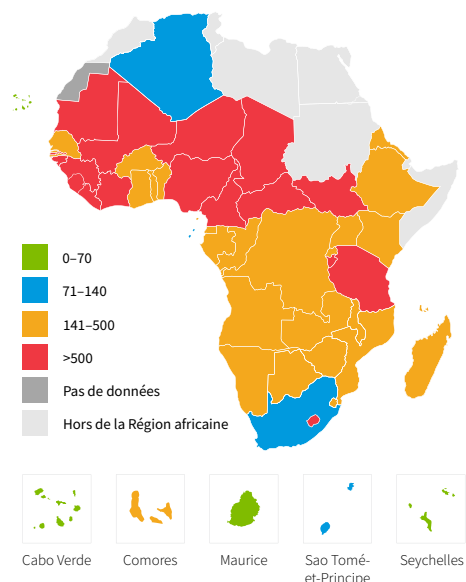 0–70
71–140
141–500
>500
Pas de données
Hors de la Région africaine
Cabo Verde
Comores
Maurice
Sao Tomé-
et-Principe
Seychelles